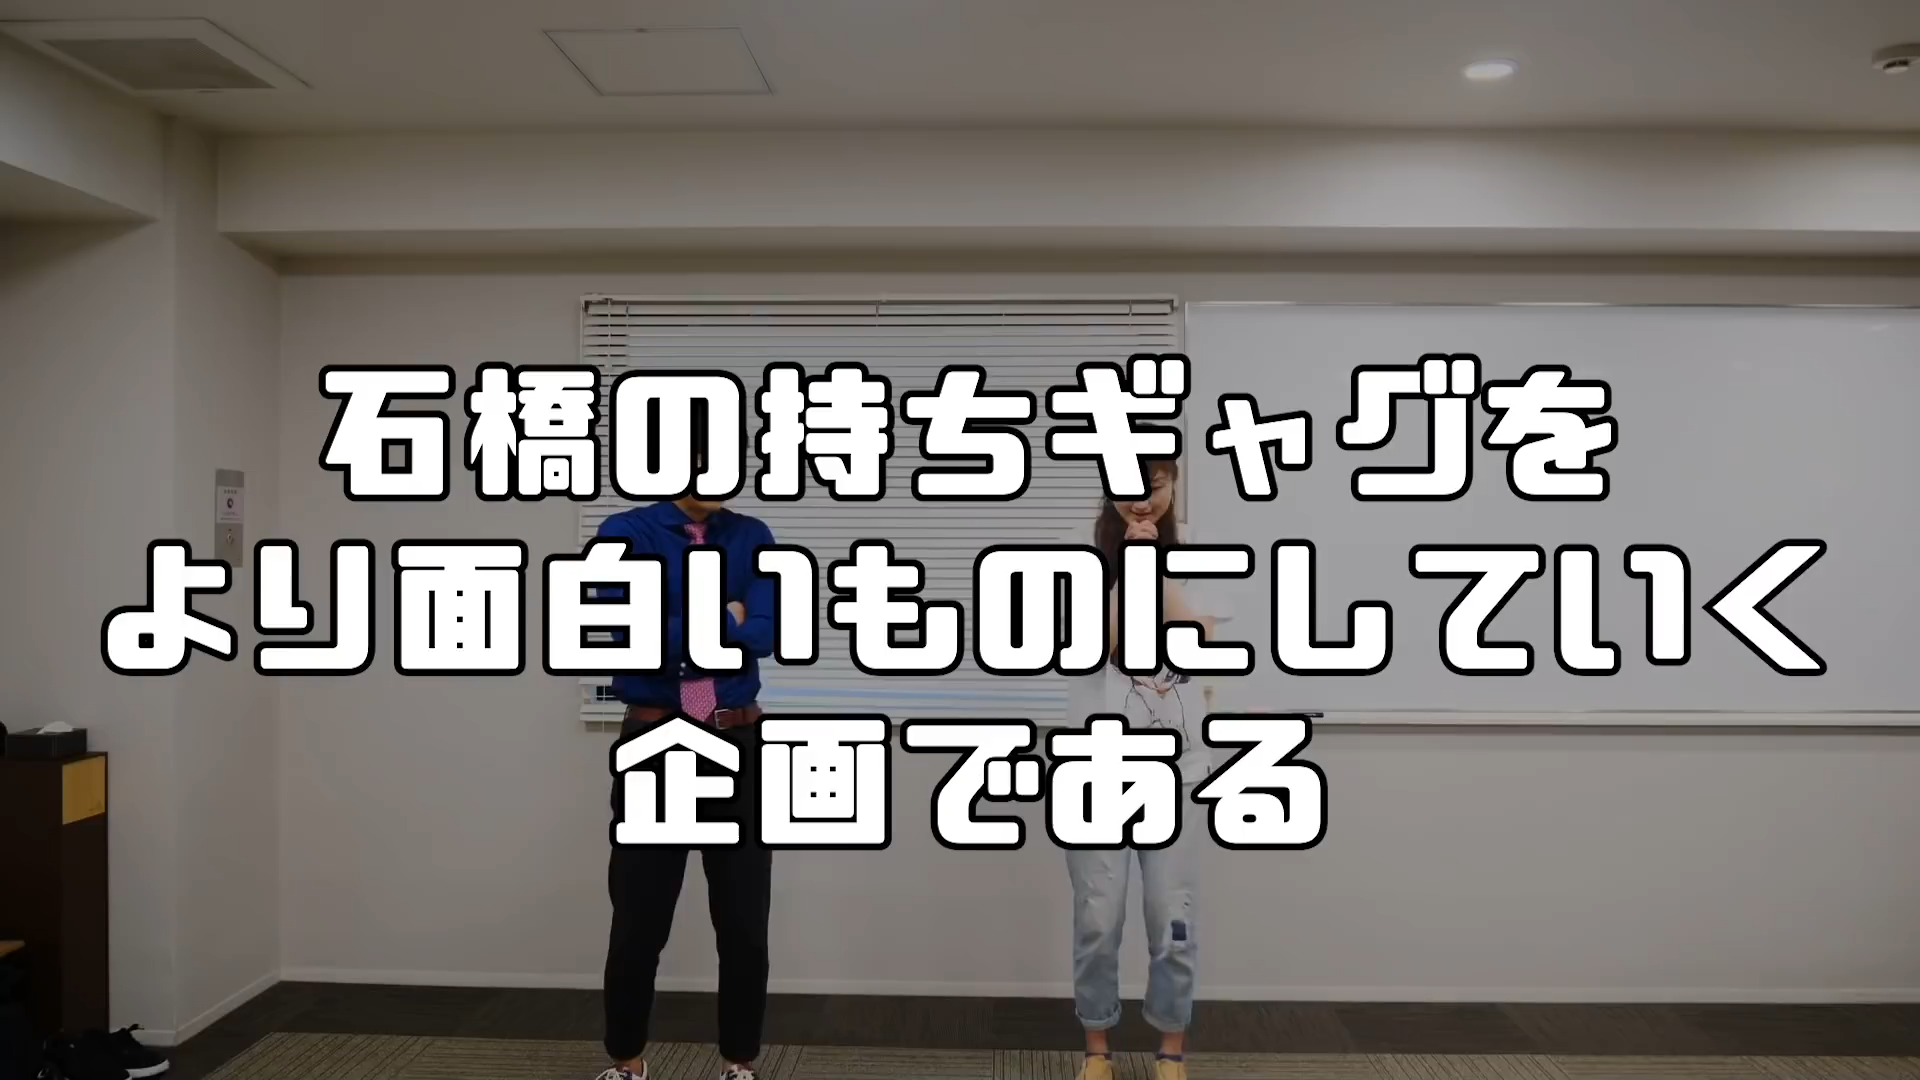 石橋の持ちギャグを
より面白いものにしていく
企画である